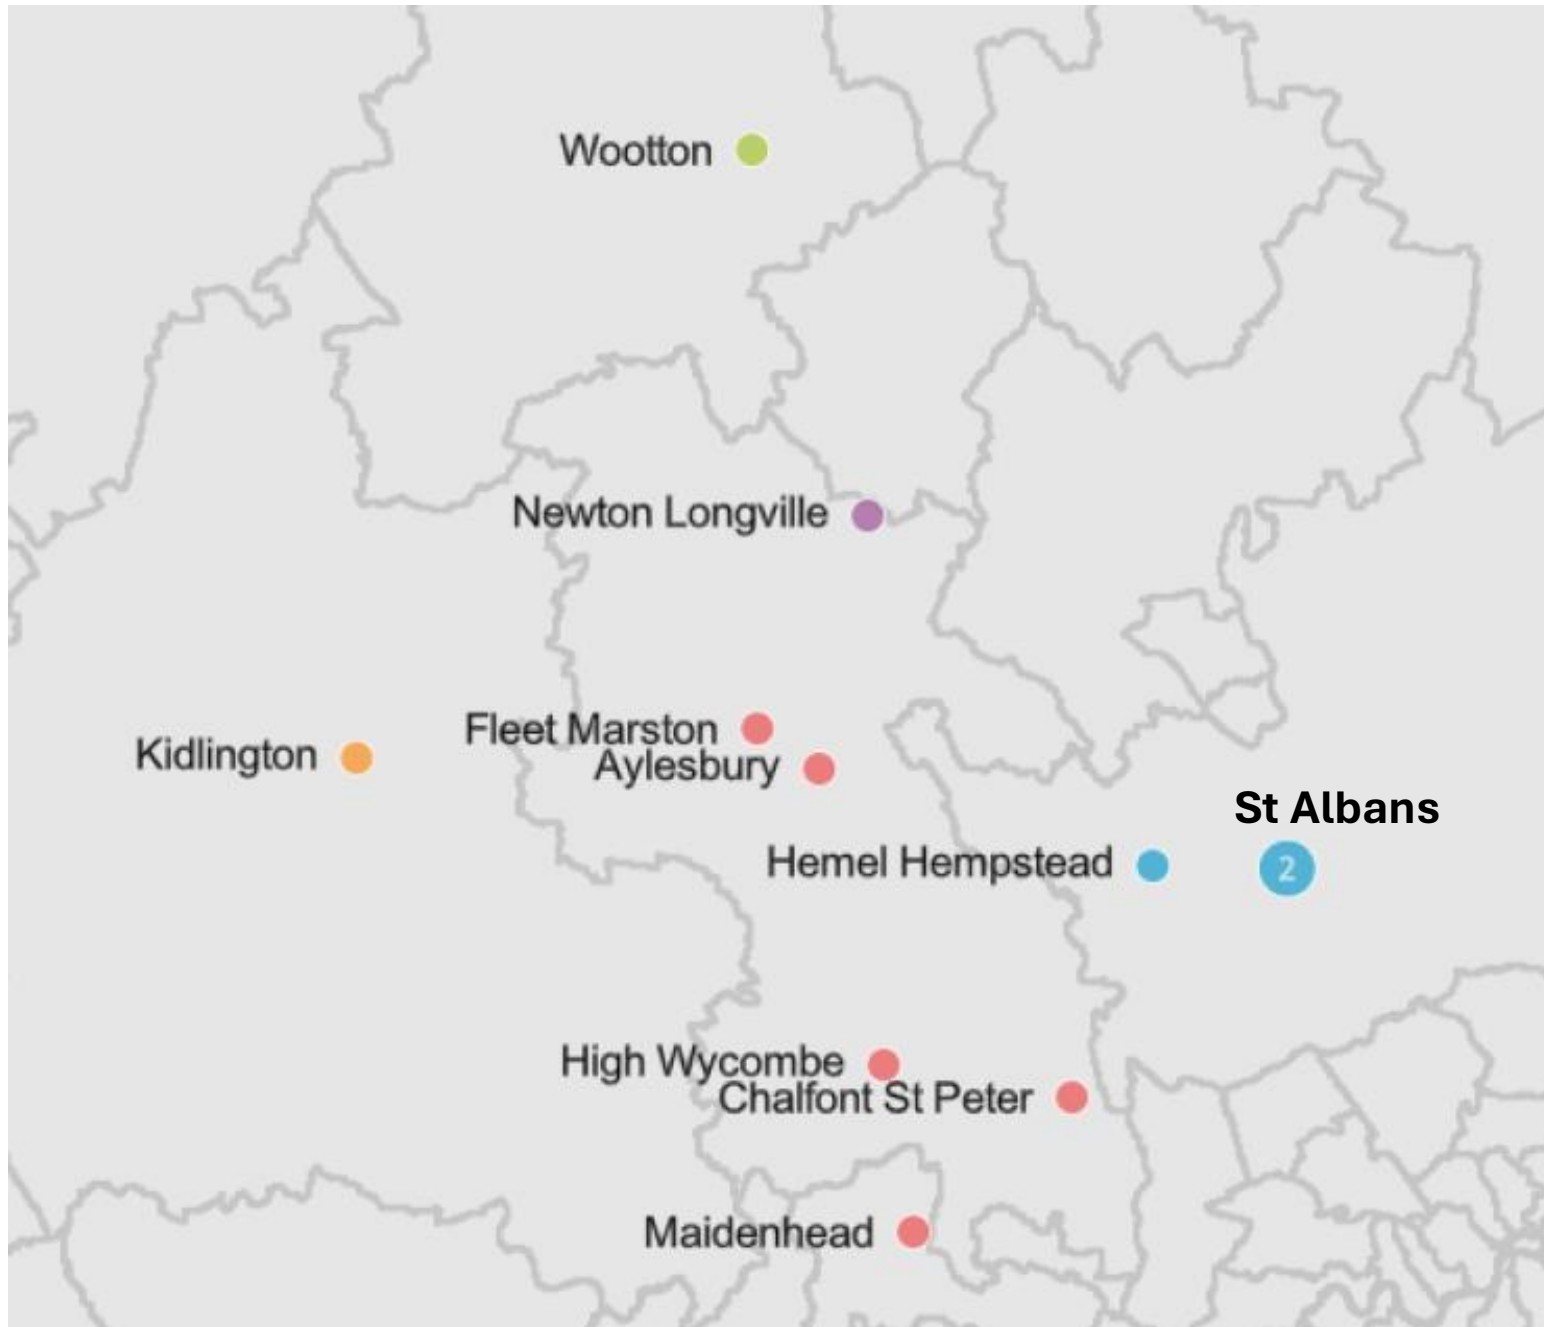 Wootton
Newton Longville
Fleet Marston
Kidlington
Aylesbury
St Albans
Hemel Hempstead
2
High Wycombe
Chalfont St Peter
Maidenhead